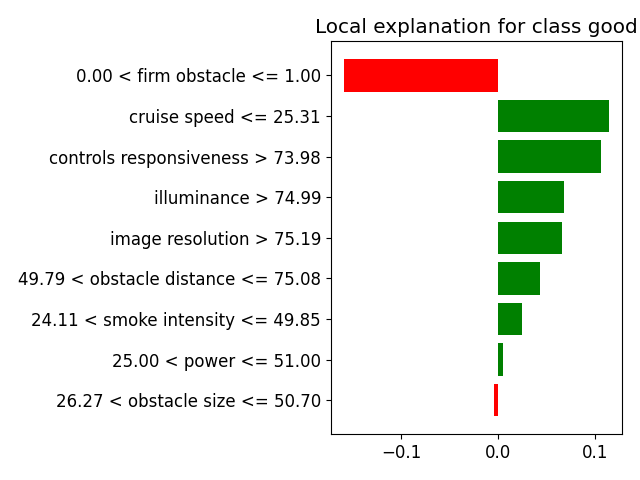 Local explanation for class good
0.00 < firm obstacle <= 1.00
cruise speed <= 25.31
controls responsiveness > 73.98
illuminance > 74.99
image resolution > 75.19
49.79 < obstacle distance <= 75.08
24.11 < smoke intensity <= 49.85
25.00 < power <= 51.00
26.27 < obstacle size <= 50.70
−0.1 0.0 0.1